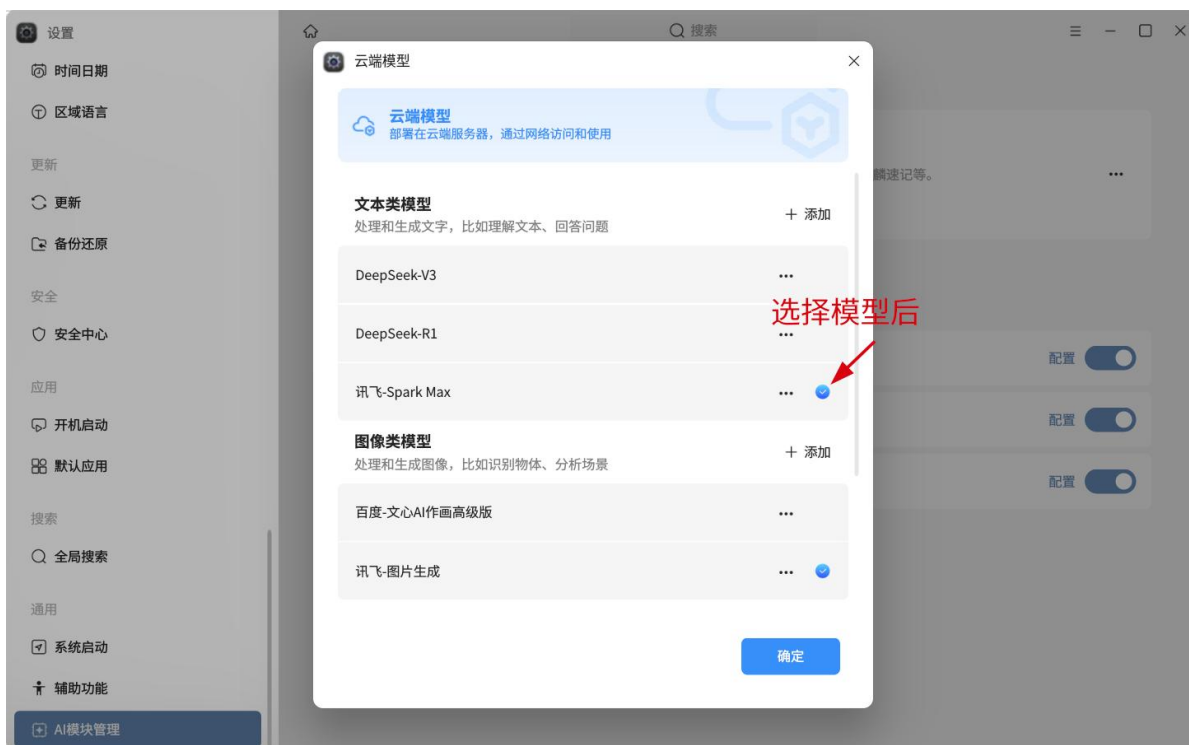 设置
搜索
时间日期
区域语言
更新
更新
备份还原
安全
安全中心
应用
开机启动
默认应用
搜索
全局搜索
通用
系统启动
辅助功能
AI模块管理
云端模型
云端模型
部署在云端服务器，通过网络访问和使用
文本类模型
处理和生成文字，比如理解文本、回答问题
添加
DeepSeek-V3
DeepSeek-R1
讯飞-Spark Max
选择模型后
图像类模型
处理和生成图像，比如识别物体、分析场景
添加
百度-文心AI作画高级版
讯飞-图片生成
确定
速记等。
配置
配置
配置